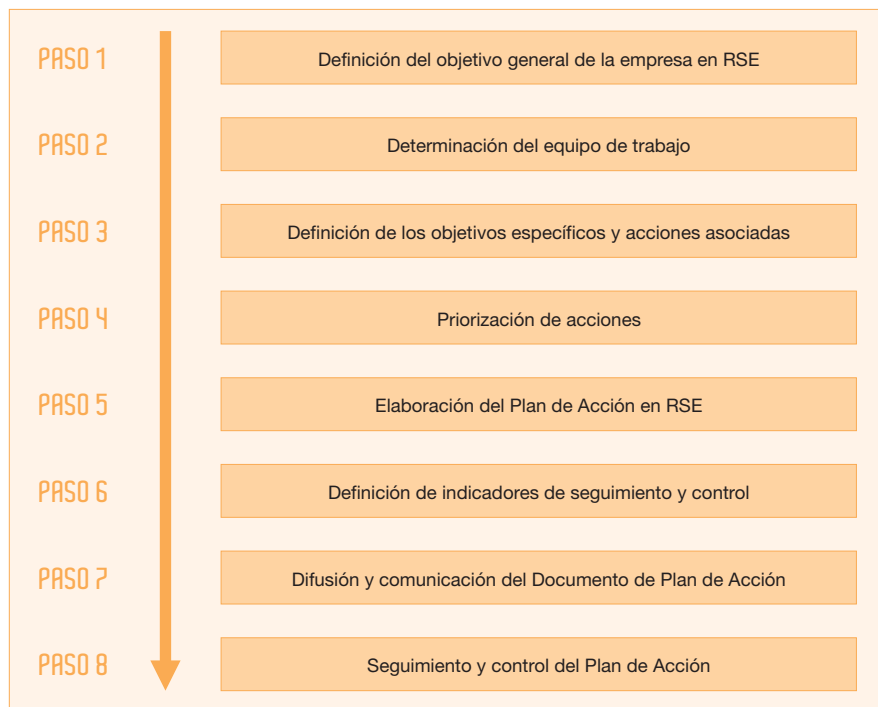 PASO 1
Definición del objetivo general de la empresa en RSE
PASO 2
Determinación del equipo de trabajo
PASO 3
Definición de los objetivos específicos y acciones asociadas
PASO 4
Priorización de acciones
PASO 5
Elaboración del Plan de Acción en RSE
PASO 6
Definición de indicadores de seguimiento y control
PASO 7
Difusión y comunicación del Documento de Plan de Acción
PASO 8
Seguimiento y control del Plan de Acción